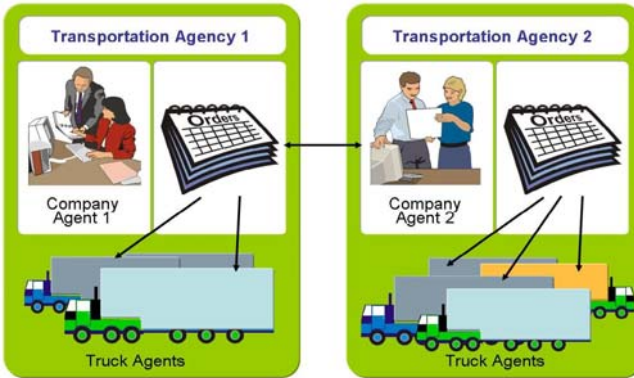 Transportation Agency 1
Orders
Company
Agent 1
Truck Agents
Transportation Agency 2
Orders
Company
Agent 2
Truck Agents